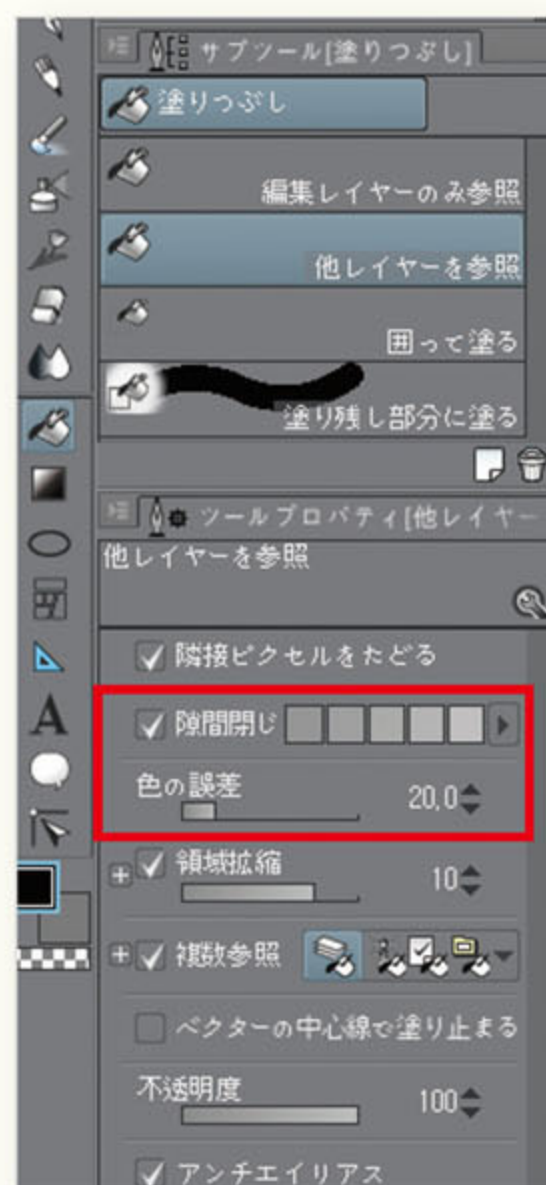 サブツール[塗りつぶし]
塗りつぶし
編集レイヤーのみ参照
他レイヤーを参照
囲って塗る
塗り残し部分に塗る
ツールプロパティ[他レイヤー
他レイヤーを参照
隣接ピクセルをたどる
隙間閉じ
色の誤差 20.0
領域拡縮 10
複数参照
ベクターの中心線で塗り止まる
不透明度 100
アンチエイリアス